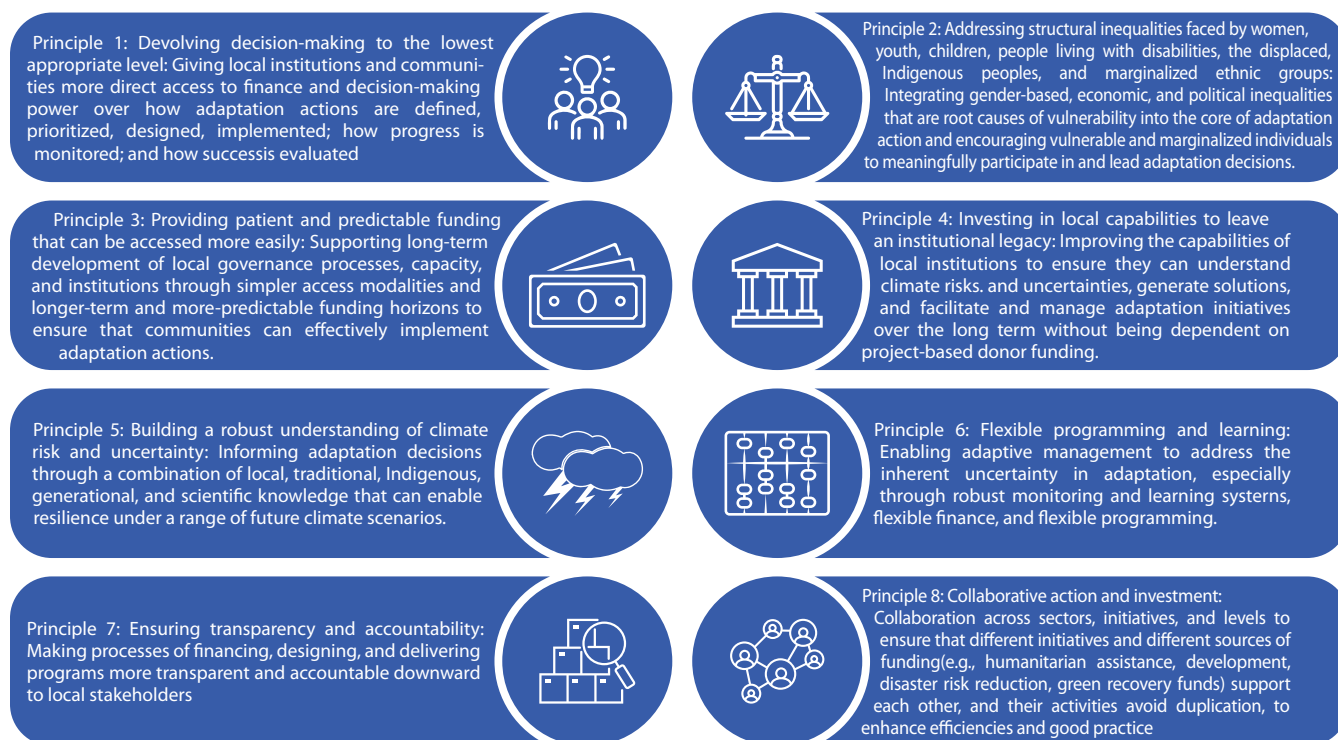 Principle 1: Devolving decision-making to the lowest
appropriate level: Giving local institutions and communi-
ties more direct access to finance and decision-making
power over how adaptation actions are defined,
prioritized, designed, implemented; how progress is
monitored; and how successis evaluated
Principle 2: Addressing structural inequalities faced by women,
youth, children, people living with disabilities, the displaced,
Indigenous peoples, and marginalized ethnic groups:
Integrating gender-based, economic, and political inequalities
that are root causes of vulnerability into the core of adaptation
action and encouraging vulnerable and marginalized individuals
to meaningfully participate in and lead adaptation decisions.
Principle 3: Providing patient and predictable funding
that can be accessed more easily: Supporting long-term
development of local governance processes, capacity,
and institutions through simpler access modalities and
longer-term and more-predictable funding horizons to
ensure that communities can effectively implement
adaptation actions.
Principle 4: Investing in local capabilities to leave
an institutional legacy: Improving the capabilities of
local institutions to ensure they can understand
climate risks. and uncertainties, generate solutions,
and facilitate and manage adaptation initiatives
over the long term without being dependent on
project-based donor funding.
Principle 5: Building a robust understanding of climate
risk and uncertainty: Informing adaptation decisions
through a combination of local, traditional, Indigenous,
generational, and scientific knowledge that can enable
resilience under a range of future climate scenarios.
Principle 6: Flexible programming and learning:
Enabling adaptive management to address the
inherent uncertainty in adaptation, especially
through robust monitoring and learning systerns,
flexible finance, and flexible programming.
Principle 7: Ensuring transparency and accountability:
Making processes of financing, designing, and delivering
programs more transparent and accountable downward
to local stakeholders
Principle 8: Collaborative action and investment:
Collaboration across sectors, initiatives, and levels to
ensure that different initiatives and different sources of
funding(e.g., humanitarian assistance, development,
disaster risk reduction, green recovery funds) support
each other, and their activities avoid duplication, to
enhance efficiencies and good practice